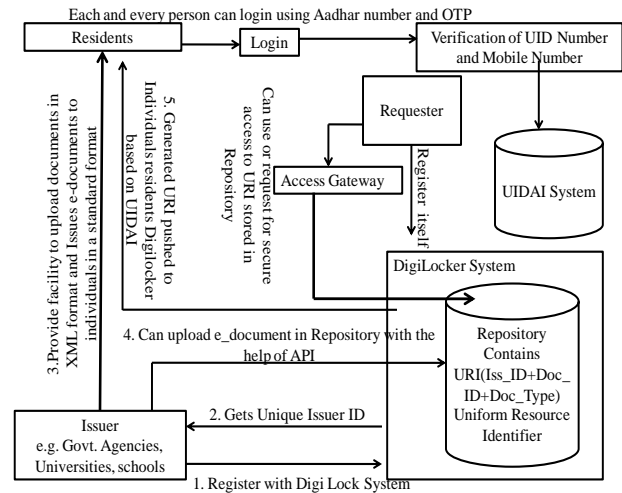 Each and every person can login using Aadhar number and OTP
Residents
Login
Verification of UID Number
and Mobile Number
Requester
UIDAI System
Access Gateway
Can use or request for secure
access to URI stored in
Repository
Register itself
3.Provide facility to upload documents in
XML format and Issues e-documents to
individuals in a standard format
5. Generated URI pushed to
Individuals residents Digilocker
based on UIDAI
DigiLocker System
4. Can upload e_document in Repository with the
help of API
Repository
Contains
URI(Iss_ID+Doc_
ID+Doc_Type)
Uniform Resource
Identifier
2. Gets Unique Issuer ID
Issuer
e.g. Govt. Agencies,
Universities, schools
1. Register with Digi Lock System